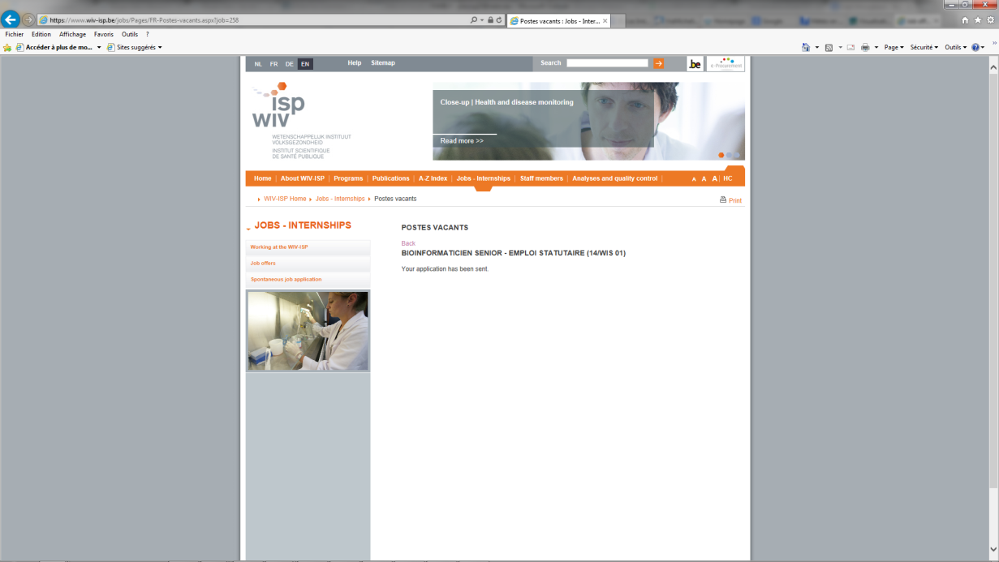 https://www.wiv-isp.be/jobs/Pages/FR-Postes-vacants.aspx?job=258
Postes vacants : Jobs - Inter...
Fichier Edition Affichage Favoris Outils ?
Accéder à plus de mo... Sites suggérés
Page Sécurité Outils
NL FR DE EN Help Sitemap Search .be e-Procurement
isp
wiv
WETENSCHAPPELIJK INSTITUUT
VOLKSGEZONDHEID
INSTITUT SCIENTIFIQUE
DE SANTÉ PUBLIQUE
Close-up | Health and disease monitoring
Read more >>
Home | About WIV-ISP | Programs | Publications | A-Z Index | Jobs - Internships | Staff members | Analyses and quality control | A A A | HC
WIV-ISP Home Jobs - Internships Postes vacants Print
JOBS - INTERNSHIPS
Working at the WIV-ISP
Job offers
Spontaneous job application
POSTES VACANTS
Back
BIOINFORMATICIEN SENIOR - EMPLOI STATUTAIRE (14/WIS 01)
Your application has been sent.